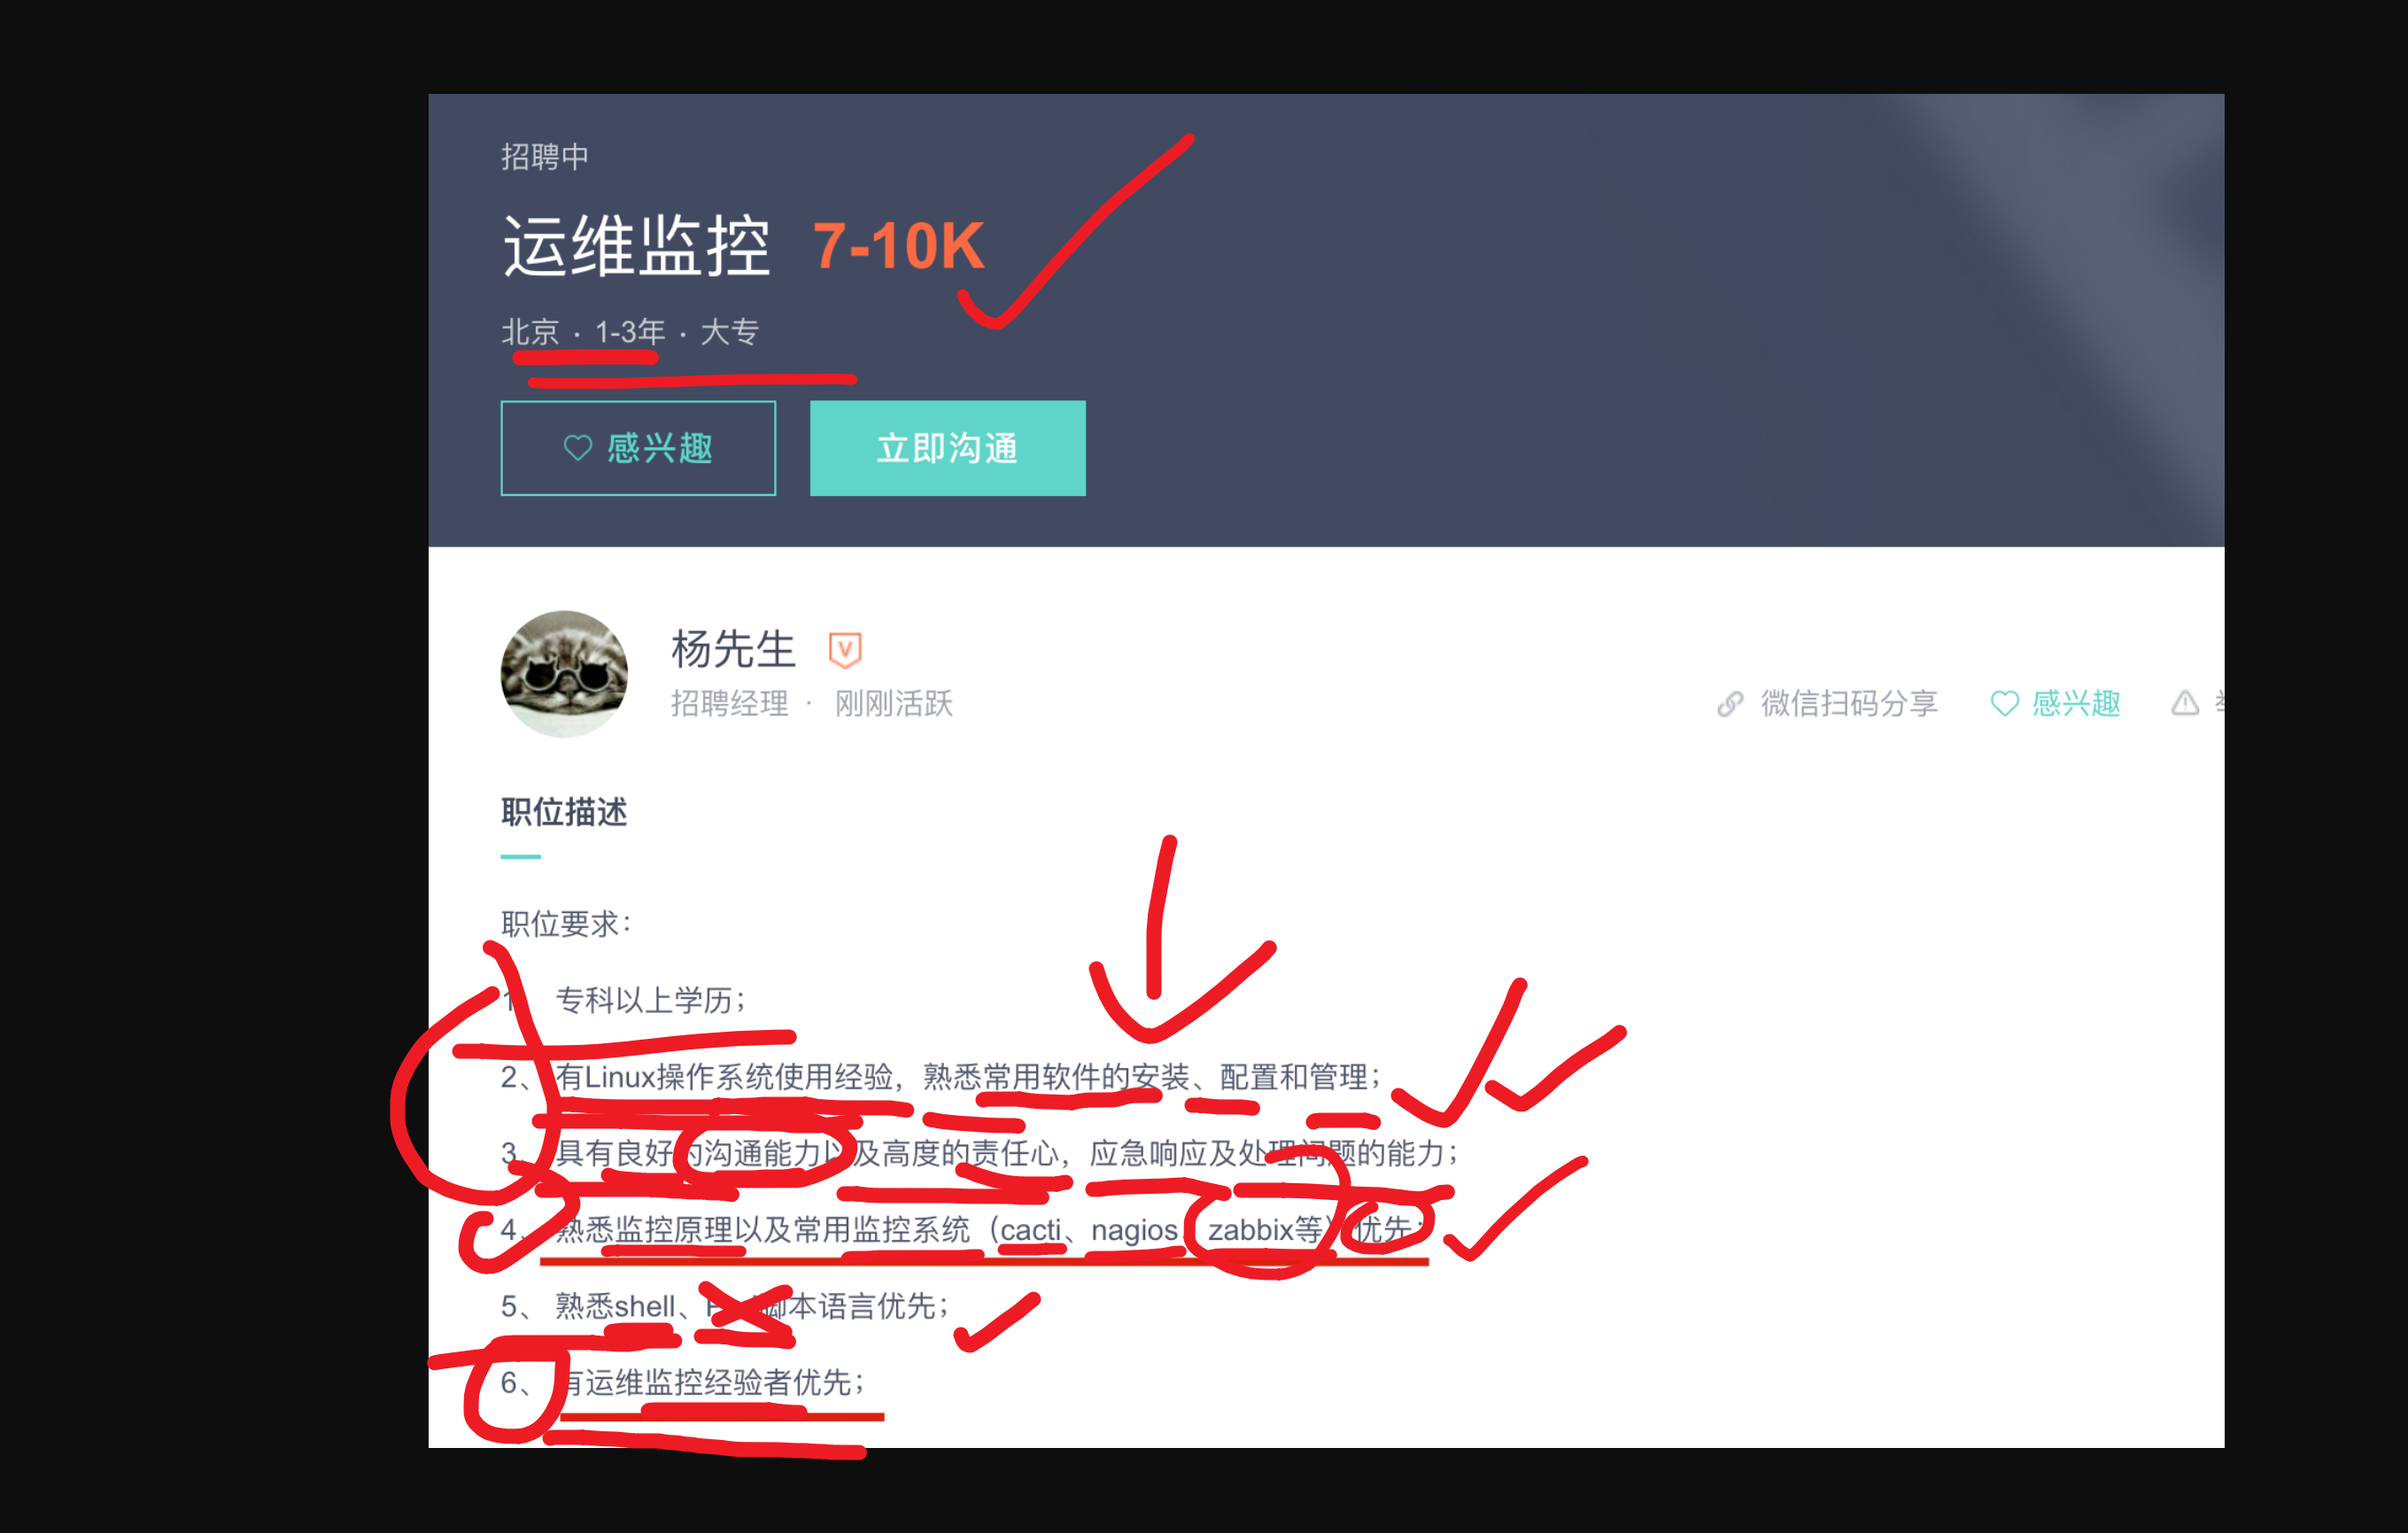 招聘中
运维监控 7-10K
北京 · 1-3年 · 大专
感兴趣 立即沟通
杨先生 V
招聘经理 · 刚刚活跃
微信扫码分享 感兴趣
职位描述
职位要求：
1、 专科以上学历；
2、 有Linux操作系统使用经验，熟悉常用软件的安装、配置和管理；
3、 具有良好的沟通能力以及高度的责任心，应急响应及处理问题的能力；
4、 熟悉监控原理以及常用监控系统（cacti、nagios、zabbix等）优先；
5、 熟悉shell、脚本语言优先；
6、 有运维监控经验者优先；